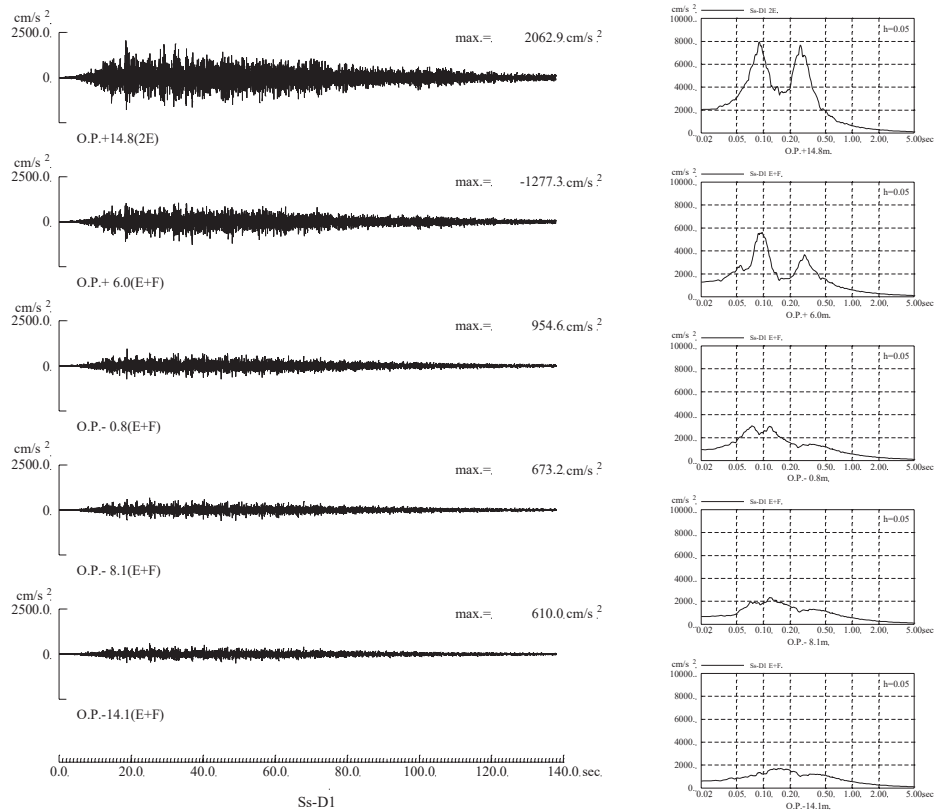 cm/s 2.
2500.0.
max.=. 2062.9.cm/s.2
0.
O.P.+14.8(2E)
cm/s 2.
2500.0.
max.=. -1277.3.cm/s.2
0.
O.P.+ 6.0(E+F)
cm/s 2.
2500.0.
max.=. 954.6.cm/s.2
0.
O.P.- 0.8(E+F)
cm/s 2.
2500.0.
max.=. 673.2.cm/s.2
0.
O.P.- 8.1(E+F)
cm/s 2.
2500.0.
max.=. 610.0.cm/s.2
0.
O.P.-14.1(E+F)
0.0. 20.0. 40.0. 60.0. 80.0. 100.0. 120.0. 140.0.sec.
Ss-D1
cm/s 2. Ss-D1 2E.
10000..
h=0.05
8000..
6000..
4000..
2000..
0..
0.02 0.05. 0.10. 0.20. 0.50. 1.00. 2.00. 5.00sec
O.P.+14.8m.
cm/s 2. Ss-D1 E+F.
10000..
h=0.05
8000..
6000..
4000..
2000..
0..
0.02 0.05. 0.10. 0.20. 0.50. 1.00. 2.00. 5.00sec
O.P.+ 6.0m.
cm/s 2. Ss-D1 E+F.
10000..
h=0.05
8000..
6000..
4000..
2000..
0..
0.02 0.05. 0.10. 0.20. 0.50. 1.00. 2.00. 5.00sec
O.P.- 0.8m.
cm/s 2. Ss-D1 E+F.
10000..
h=0.05
8000..
6000..
4000..
2000..
0..
0.02 0.05. 0.10. 0.20. 0.50. 1.00. 2.00. 5.00sec
O.P.- 8.1m.
cm/s 2. Ss-D1 E+F.
10000..
h=0.05
8000..
6000..
4000..
2000..
0..
0.02 0.05. 0.10. 0.20. 0.50. 1.00. 2.00. 5.00sec
O.P.-14.1m.